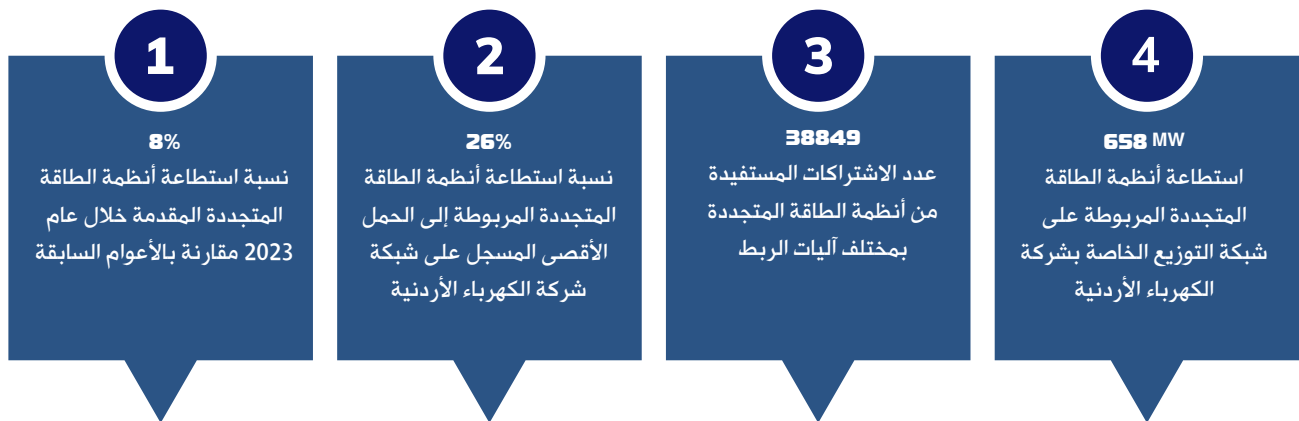 1
8%
نسبة استطاعة أنظمة الطاقة
المتجددة المقدمة خلال عام
2023 مقارنة بالأعوام السابقة
2
26%
نسبة استطاعة أنظمة الطاقة
المتجددة المربوطة إلى الحمل
الأقصى المسجل على شبكة
شركة الكهرباء الأردنية
3
38849
عدد الاشتراكات المستفيدة
من أنظمة الطاقة المتجددة
بمختلف آليات الربط
4
658 MW
استطاعة أنظمة الطاقة
المتجددة المربوطة على
شبكة التوزيع الخاصة بشركة
الكهرباء الأردنية